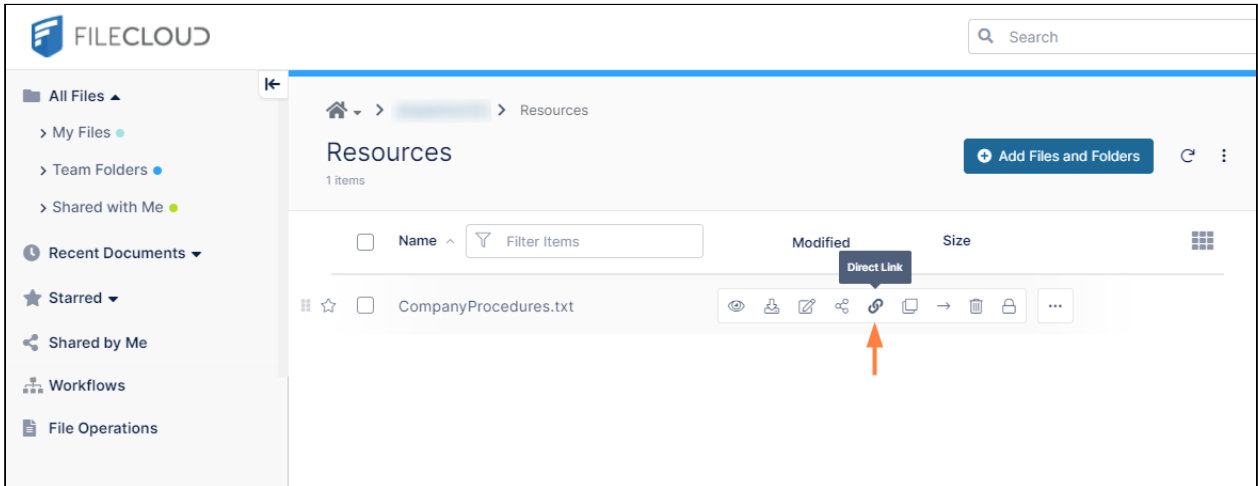 FILECLOUD
Search
All Files
My Files
Team Folders
Shared with Me
Recent Documents
Starred
Shared by Me
Workflows
File Operations
Resources
Resources
1 items
Add Files and Folders
Name
Filter Items
Modified
Size
Direct Link
CompanyProcedures.txt